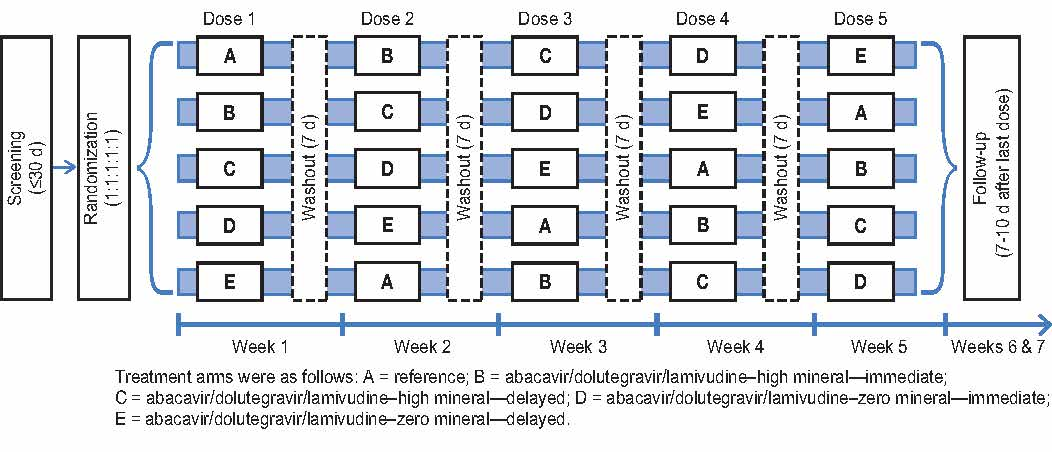 Dose 1 Dose 2 Dose 3 Dose 4 Dose 5
Screening
(≤30 d)
Randomization
(1:1:1:1:1)
A B C D E
B C D E A
C D E A B
D E A B C
E A B C D
Washout (7 d)
Washout (7 d)
Washout (7 d)
Washout (7 d)
Follow-up
(7-10 d after last dose)
Week 1 Week 2 Week 3 Week 4 Week 5 Weeks 6 & 7
Treatment arms were as follows: A = reference; B = abacavir/dolutegravir/lamivudine–high mineral—immediate;
C = abacavir/dolutegravir/lamivudine–high mineral—delayed; D = abacavir/dolutegravir/lamivudine–zero mineral—immediate;
E = abacavir/dolutegravir/lamivudine–zero mineral—delayed.